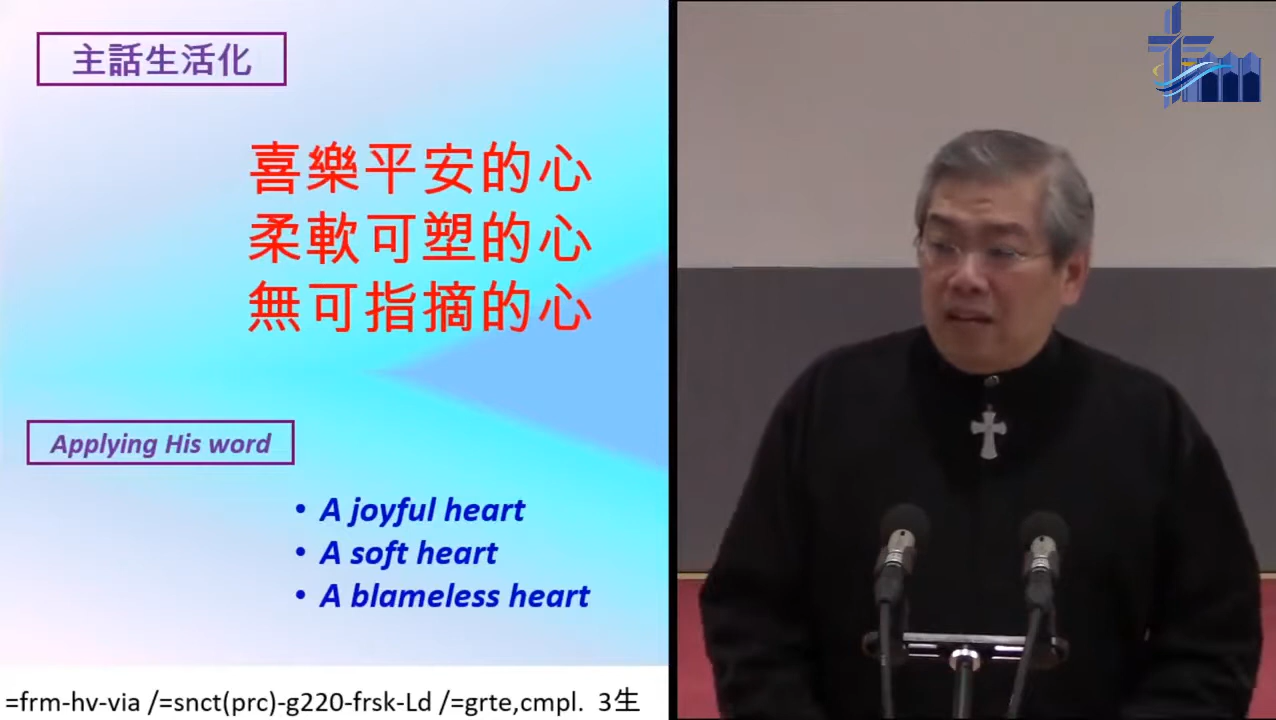 主話生活化
喜樂平安的心
柔軟可塑的心
無可指摘的心
Applying His word
• A joyful heart
• A soft heart
• A blameless heart
=frm-hv-via /=snct(prc)-g220-frsk-Ld /=grte,cmpl. 3生